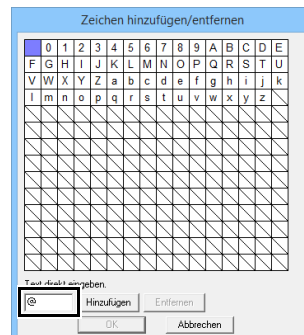 Zeichen hinzufügen/entfernen
0 1 2 3 4 5 6 7 8 9 A B C D E
F G H I J K L M N O P Q R S T U
V W X Y Z a b c d e f g h i j k
l m n o p q r s t u v w x y z
Text direkt eingeben.
@ Hinzufügen Entfernen
OK Abbrechen